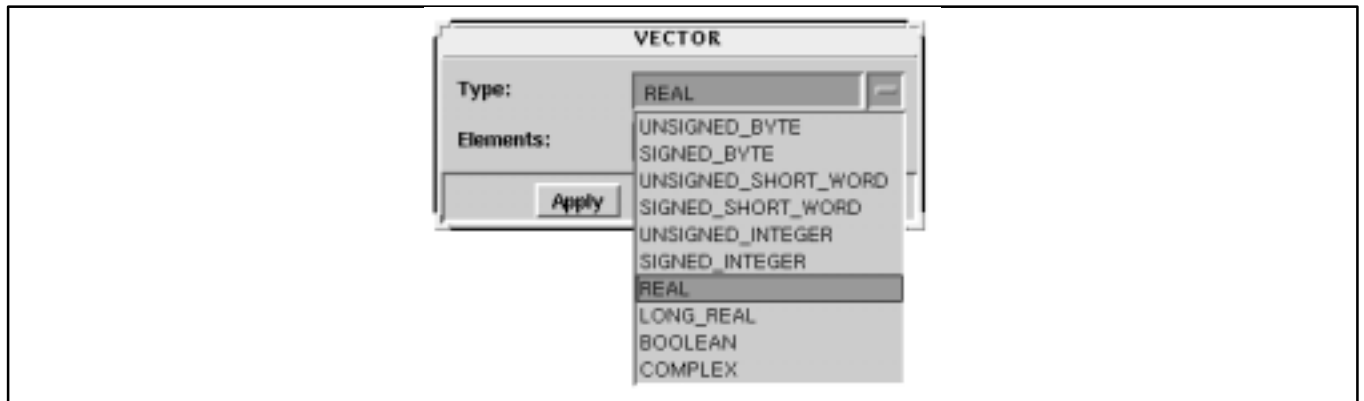 VECTOR
Type:
REAL
Elements:
UNSIGNED_BYTE
SIGNED_BYTE
UNSIGNED_SHORT_WORD
SIGNED_SHORT_WORD
UNSIGNED_INTEGER
SIGNED_INTEGER
REAL
LONG_REAL
BOOLEAN
COMPLEX
Apply